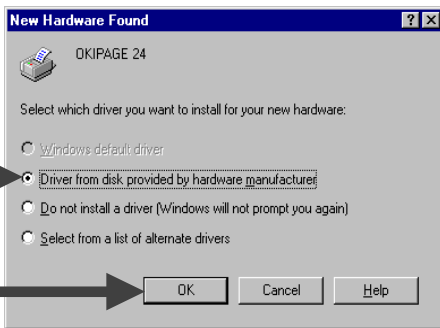 New Hardware Found
OKIPAGE 24
Select which driver you want to install for your new hardware:
Windows default driver
Driver from disk provided by hardware manufacturer
Do not install a driver (Windows will not prompt you again)
Select from a list of alternate drivers
OK Cancel Help